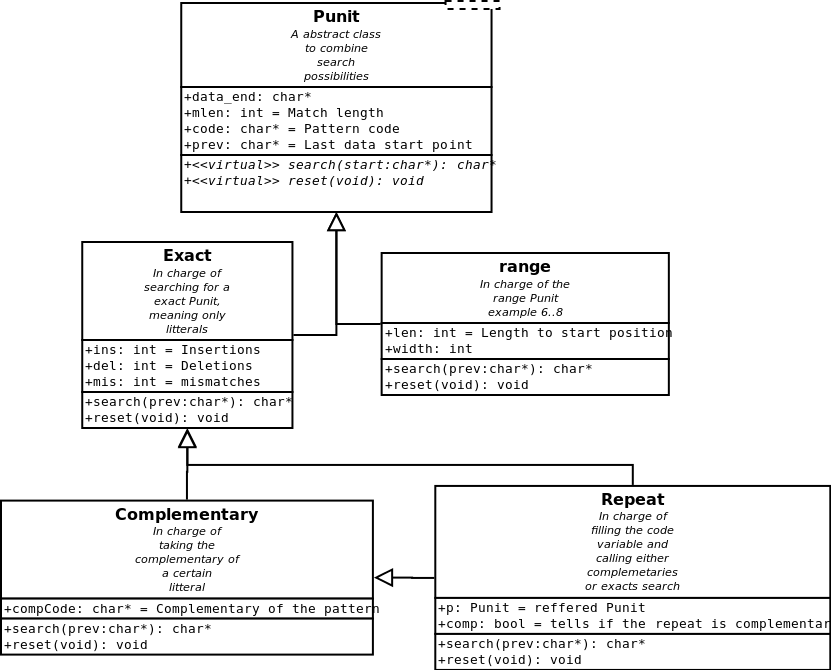 Punit
A abstract class
to combine
search
possibilities
+data_end: char*
+mlen: int = Match length
+code: char* = Pattern code
+prev: char* = Last data start point
+<<virtual>> search(start:char*): char*
+<<virtual>> reset(void): void
Exact
In charge of
searching for a
exact Punit,
meaning only
litterals
+ins: int = Insertions
+del: int = Deletions
+mis: int = mismatches
+search(prev:char*): char*
+reset(void): void
range
In charge of the
range Punit
example 6..8
+len: int = Length to start position
+width: int
+search(prev:char*): char*
+reset(void): void
Complementary
In charge of
taking the
complementary of
a certain
litteral
+compCode: char* = Complementary of the pattern
+search(prev:char*): char*
+reset(void): void
Repeat
In charge of
filling the code
variable and
calling either
complemetaries
or exacts search
+p: Punit = reffered Punit
+comp: bool = tells if the repeat is complementar
+search(prev:char*): char*
+reset(void): void